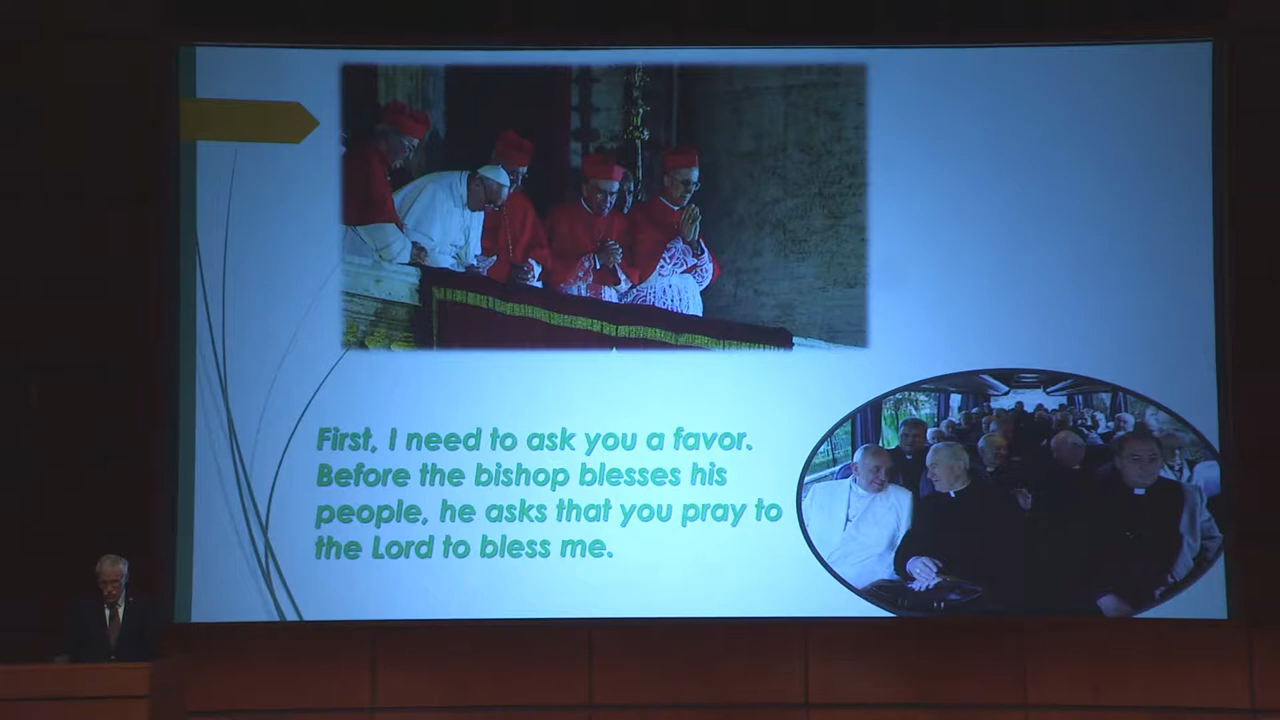 First, I need to ask you a favor.
Before the bishop blesses his
people, he asks that you pray to
the Lord to bless me.